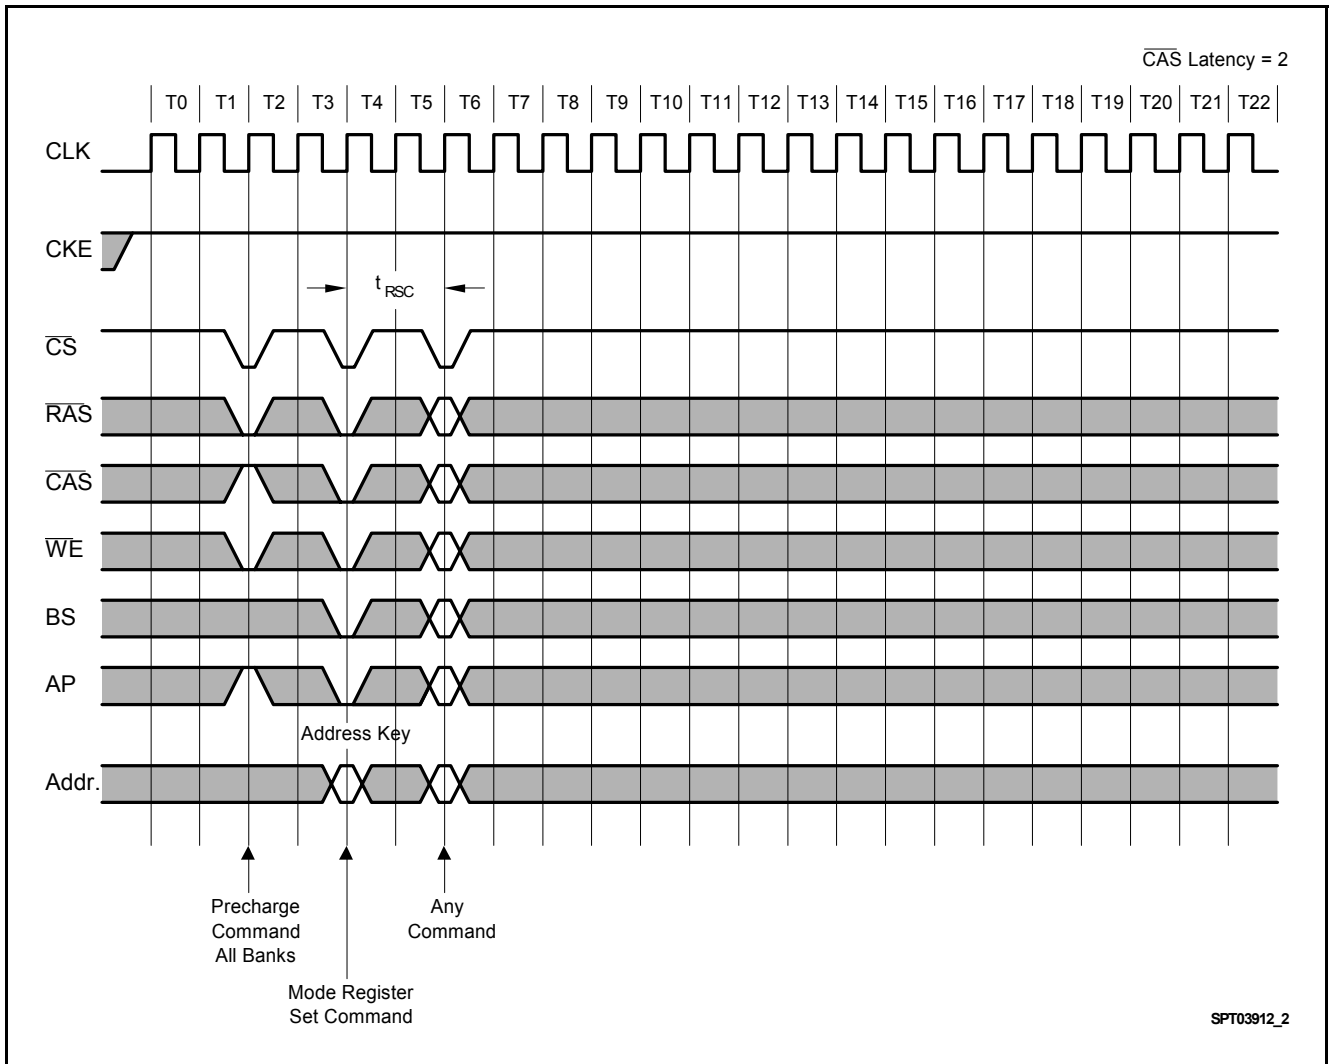 CAS Latency = 2
T0 T1 T2 T3 T4 T5 T6 T7 T8 T9 T10 T11 T12 T13 T14 T15 T16 T17 T18 T19 T20 T21 T22
CLK
CKE
t RSC
CS
RAS
CAS
WE
BS
AP
Address Key
Addr.
Precharge
Command
All Banks
Any
Command
Mode Register
Set Command
SPT03912_2